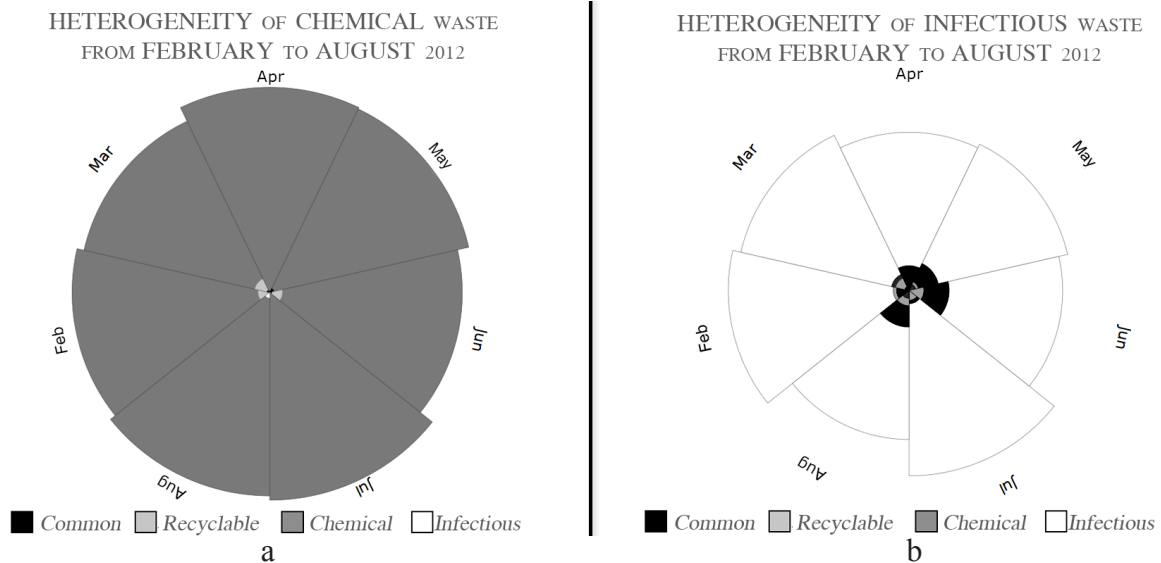 HETEROGENEITY OF CHEMICAL WASTE
FROM FEBRUARY TO AUGUST 2012
Apr
May
Jun
Jul
Aug
Feb
Mar
Common Recyclable Chemical Infectious
a
HETEROGENEITY OF INFECTIOUS WASTE
FROM FEBRUARY TO AUGUST 2012
Apr
May
Jun
Jul
Aug
Feb
Mar
Common Recyclable Chemical Infectious
b